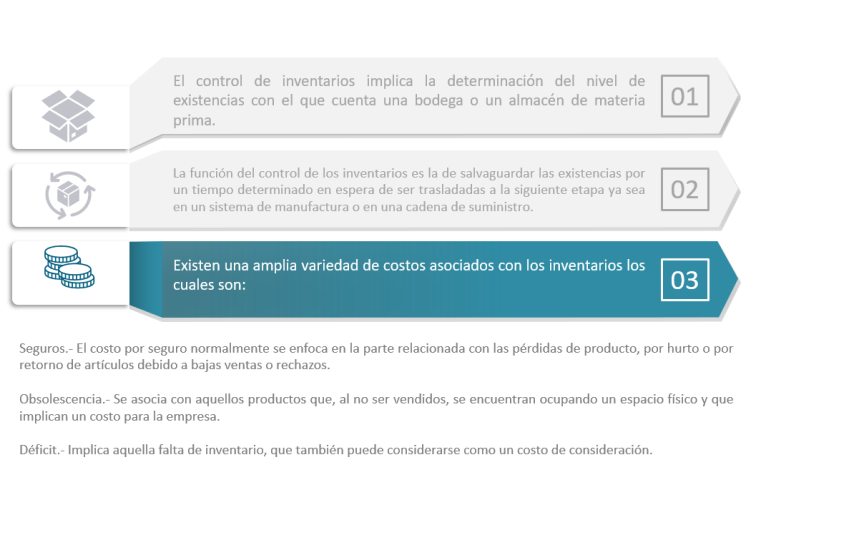 El control de inventarios implica la determinación del nivel de
existencias con el que cuenta una bodega o un almacén de materia
prima.
01
La función del control de los inventarios es la de salvaguardar las existencias por
un tiempo determinado en espera de ser trasladadas a la siguiente etapa ya sea
en un sistema de manufactura o en una cadena de suministro.
02
Existen una amplia variedad de costos asociados con los inventarios los
cuales son:
03
Seguros.- El costo por seguro normalmente se enfoca en la parte relacionada con las pérdidas de producto, por hurto o por
retorno de artículos debido a bajas ventas o rechazos.
Obsolescencia.- Se asocia con aquellos productos que, al no ser vendidos, se encuentran ocupando un espacio físico y que
implican un costo para la empresa.
Déficit.- Implica aquella falta de inventario, que también puede considerarse como un costo de consideración.